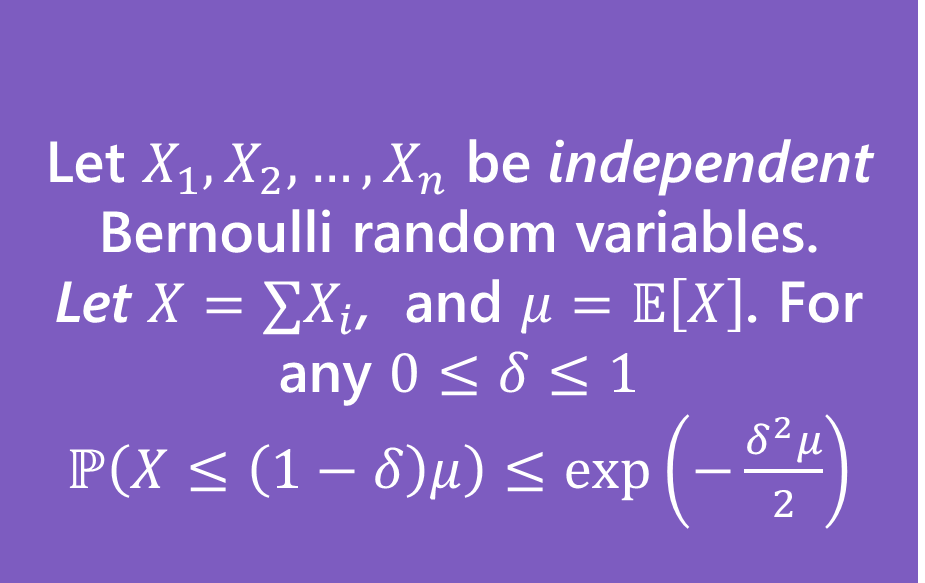 Let 𝑋₁, 𝑋₂, … , 𝑋ₙ be independent
Bernoulli random variables.
Let 𝑋 = ∑𝑋ᵢ, and 𝜇 = 𝔼[𝑋]. For
any 0 ≤ 𝛿 ≤ 1
ℙ(𝑋 ≤ (1 − 𝛿)𝜇) ≤ exp(−𝛿²𝜇/2)